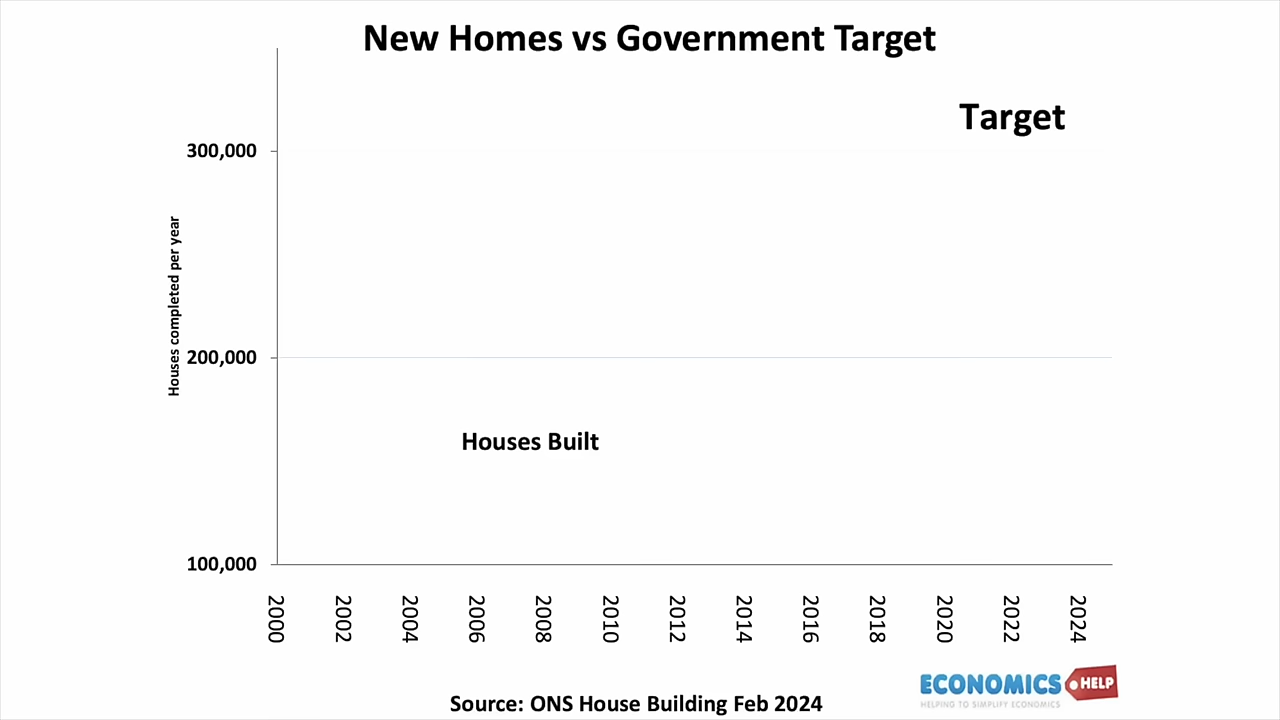 New Homes vs Government Target
Target
300,000
Houses completed per year
200,000
Houses Built
100,000
2000
2002
2004
2006
2008
2010
2012
2014
2016
2018
2020
2022
2024
ECONOMICS HELP
HELPING TO SIMPLIFY ECONOMICS
Source: ONS House Building Feb 2024